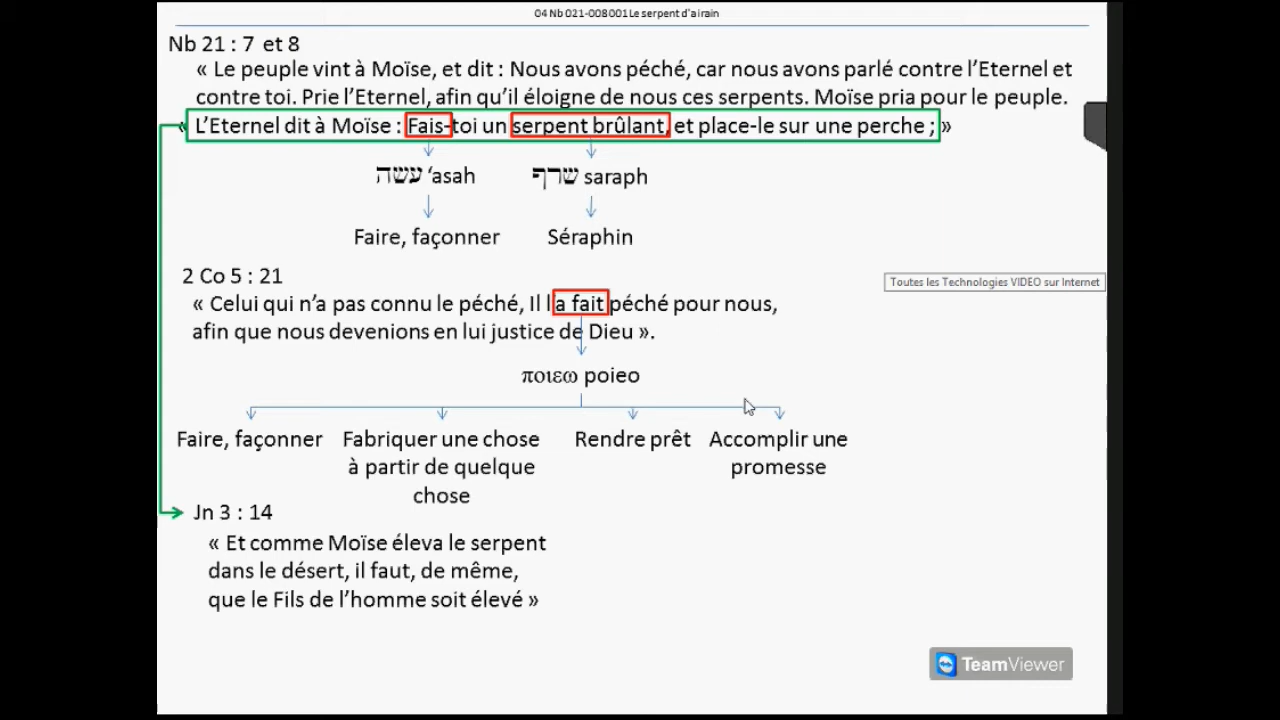 04 Nb 021-008 001 Le serpent d'airain
Nb 21 : 7 et 8
« Le peuple vint à Moïse, et dit : Nous avons péché, car nous avons parlé contre l’Eternel et
contre toi. Prie l’Eternel, afin qu’il éloigne de nous ces serpents. Moïse pria pour le peuple.
« L’Eternel dit à Moïse : Fais-toi un serpent brûlant, et place-le sur une perche ; »
עשה ‘asah שרף saraph
Faire, façonner Séraphin
2 Co 5 : 21
Toutes les Technologies VIDEO sur Internet
« Celui qui n’a pas connu le péché, Il l’a fait péché pour nous,
afin que nous devenions en lui justice de Dieu ».
ποιεω poieo
Faire, façonner Fabriquer une chose Rendre prêt Accomplir une
à partir de quelque promesse
chose
Jn 3 : 14
« Et comme Moïse éleva le serpent
dans le désert, il faut, de même,
que le Fils de l’homme soit élevé »
TeamViewer